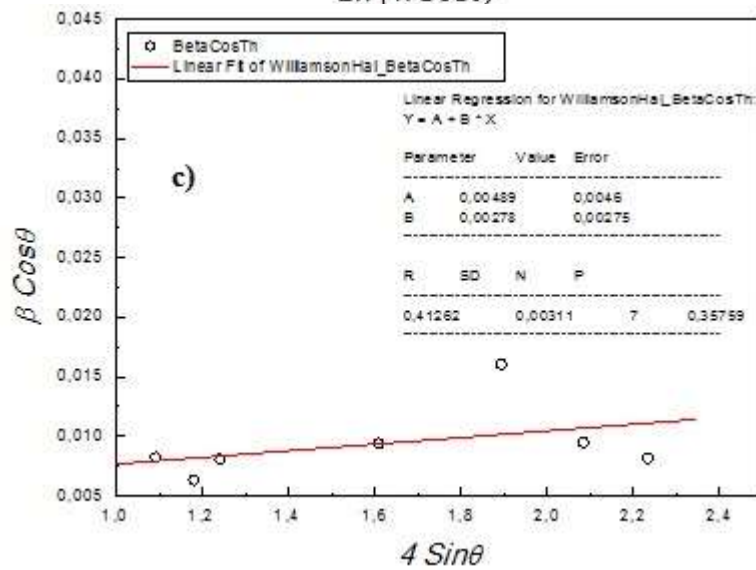 0,045
0,040
0,035
0,030
0,025
0,020
0,015
0,010
0,005
β Cosθ
BetaCosTh
Linear Fit of WilliamsonHal_BetaCosTh
c)
Linear Regression for WilliamsonHal_BetaCosTh:
Y = A + B * X
Parameter Value Error
A 0,00489 0,0046
B 0,00278 0,00275
R SD N P
0,41262 0,00311 7 0,35759
1,0 1,2 1,4 1,6 1,8 2,0 2,2 2,4
4 Sinθ